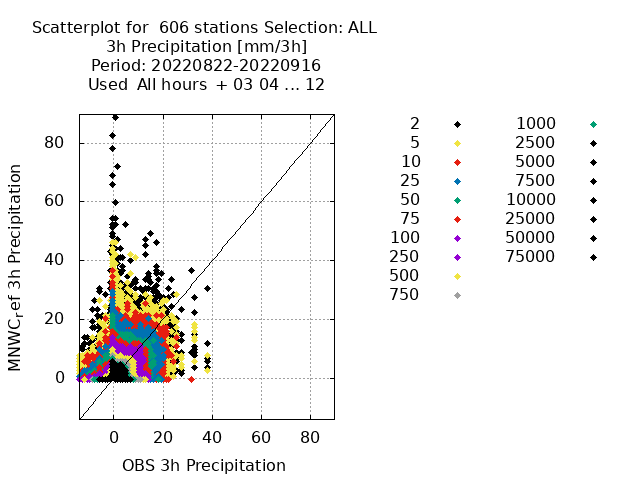 Scatterplot for  606 stations Selection: ALL
3h Precipitation [mm/3h]
Period: 20220822-20220916
Used  All hours  + 03 04 ... 12
MNWC,ef 3h Precipitation
80
60
40
20
0
0 20 40 60 80
OBS 3h Precipitation
2 1000
5 2500
10 5000
25 7500
50 10000
75 25000
100 50000
250 75000
500
750